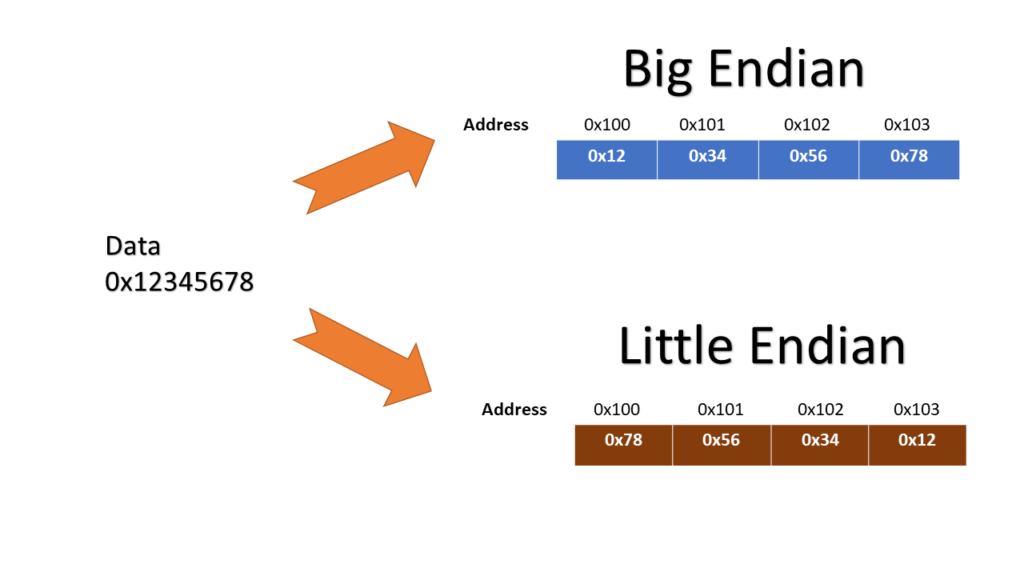 Big Endian
Address 0x100 0x101 0x102 0x103
0x12 0x34 0x56 0x78
Data
0x12345678
Little Endian
Address 0x100 0x101 0x102 0x103
0x78 0x56 0x34 0x12